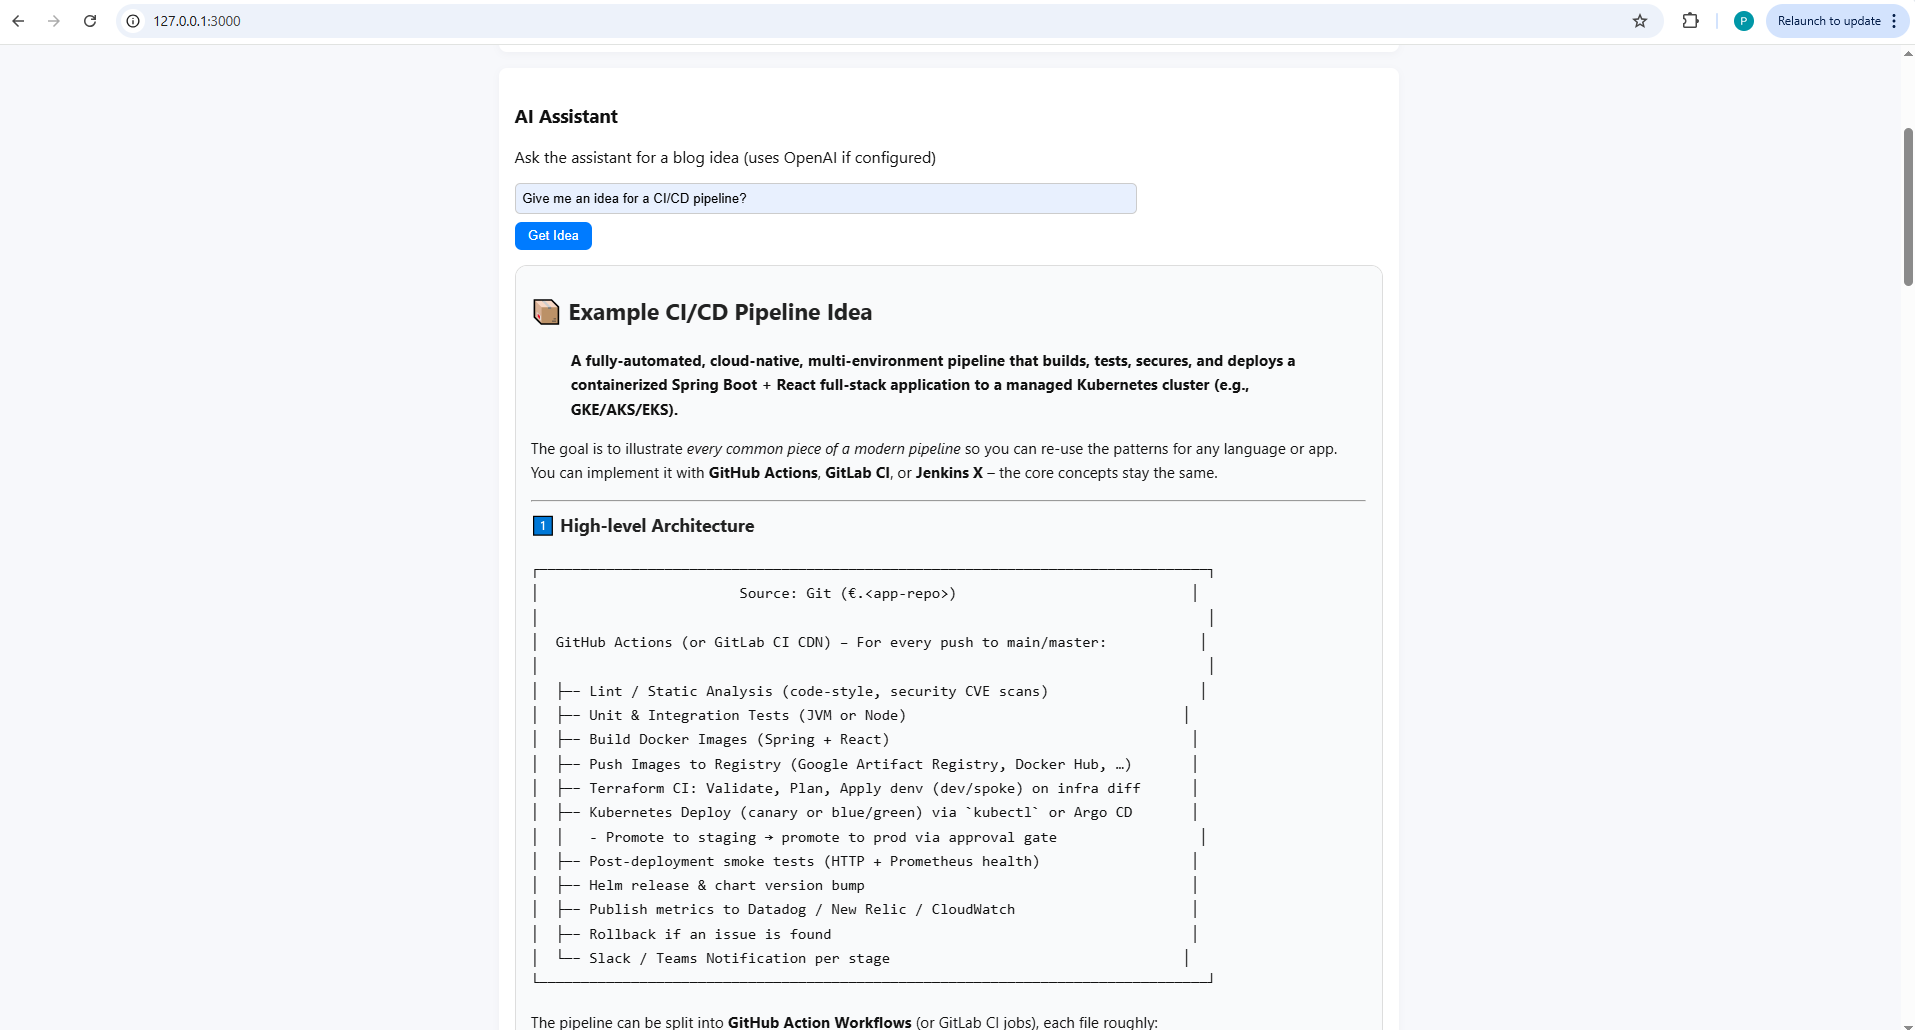 127.0.0.1:3000
P
Relaunch to update
AI Assistant
Ask the assistant for a blog idea (uses OpenAI if configured)
Give me an idea for a CI/CD pipeline?
Get Idea
📦 Example CI/CD Pipeline Idea
A fully-automated, cloud-native, multi-environment pipeline that builds, tests, secures, and deploys a
containerized Spring Boot + React full-stack application to a managed Kubernetes cluster (e.g.,
GKE/AKS/EKS).
The goal is to illustrate every common piece of a modern pipeline so you can re-use the patterns for any language or app.
You can implement it with GitHub Actions, GitLab CI, or Jenkins X – the core concepts stay the same.
1 High-level Architecture
Source: Git (€.<app-repo>)
GitHub Actions (or GitLab CI CDN) – For every push to main/master:
├–– Lint / Static Analysis (code-style, security CVE scans)
├–– Unit & Integration Tests (JVM or Node)
├–– Build Docker Images (Spring + React)
├–– Push Images to Registry (Google Artifact Registry, Docker Hub, …)
├–– Terraform CI: Validate, Plan, Apply denv (dev/spoke) on infra diff
├–– Kubernetes Deploy (canary or blue/green) via `kubectl` or Argo CD
│ - Promote to staging → promote to prod via approval gate
├–– Post-deployment smoke tests (HTTP + Prometheus health)
├–– Helm release & chart version bump
├–– Publish metrics to Datadog / New Relic / CloudWatch
├–– Rollback if an issue is found
└–– Slack / Teams Notification per stage
The pipeline can be split into GitHub Action Workflows (or GitLab CI jobs), each file roughly: